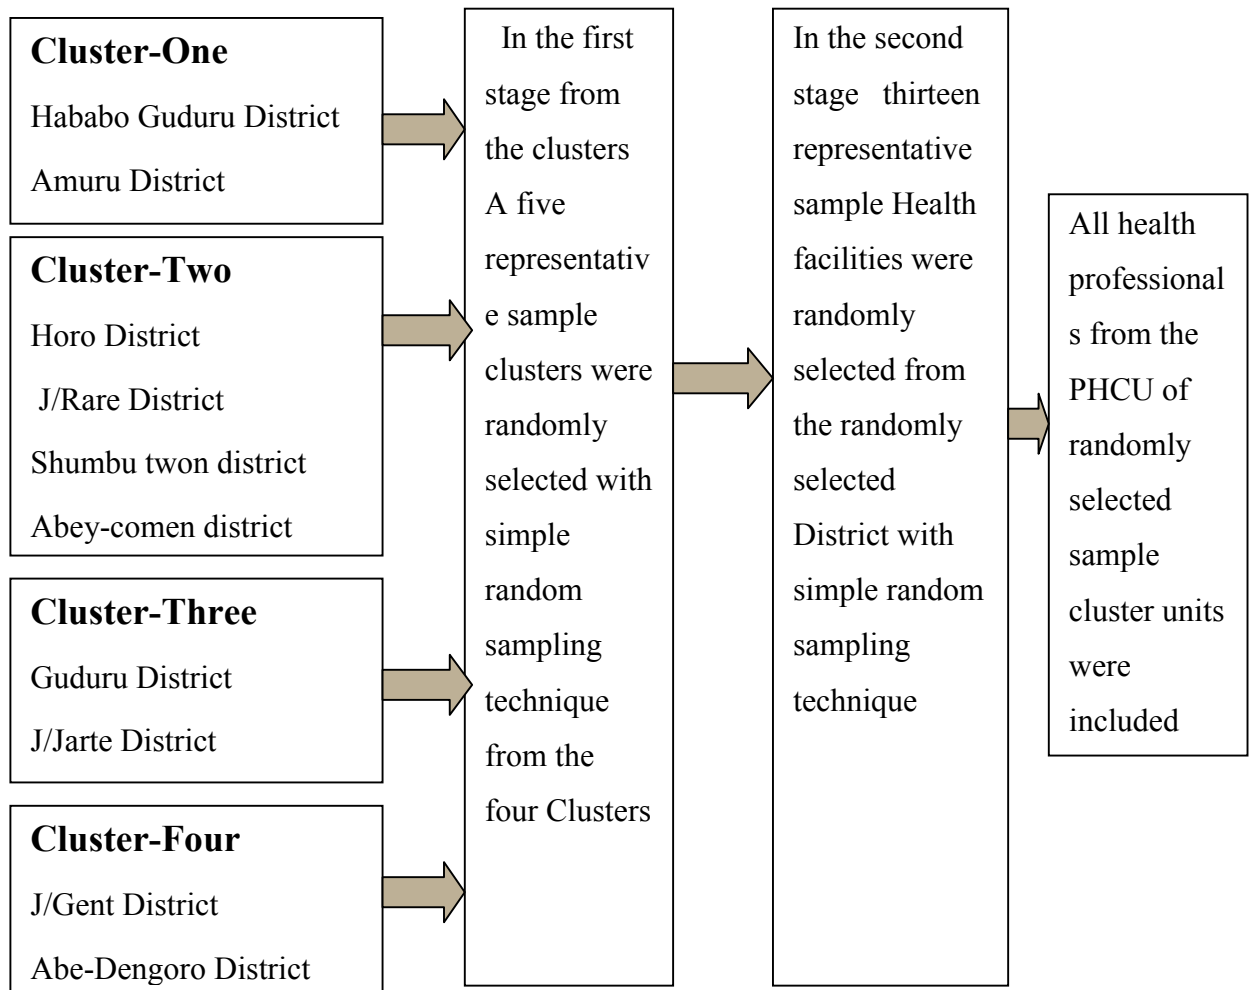 Cluster-One
Hababo Guduru District
Amuru District
Cluster-Two
Horo District
J/Rare District
Shumbu twon district
Abey-comen district
Cluster-Three
Guduru District
J/Jarte District
Cluster-Four
J/Gent District
Abe-Dengoro District
In the first
stage from
the clusters
A five
representativ
e sample
clusters were
randomly
selected with
simple
random
sampling
technique
from the
four Clusters
In the second
stage thirteen
representative
sample Health
facilities were
randomly
selected from
the randomly
selected
District with
simple random
sampling
technique
All health
professional
s from the
PHCU of
randomly
selected
sample
cluster units
were
included